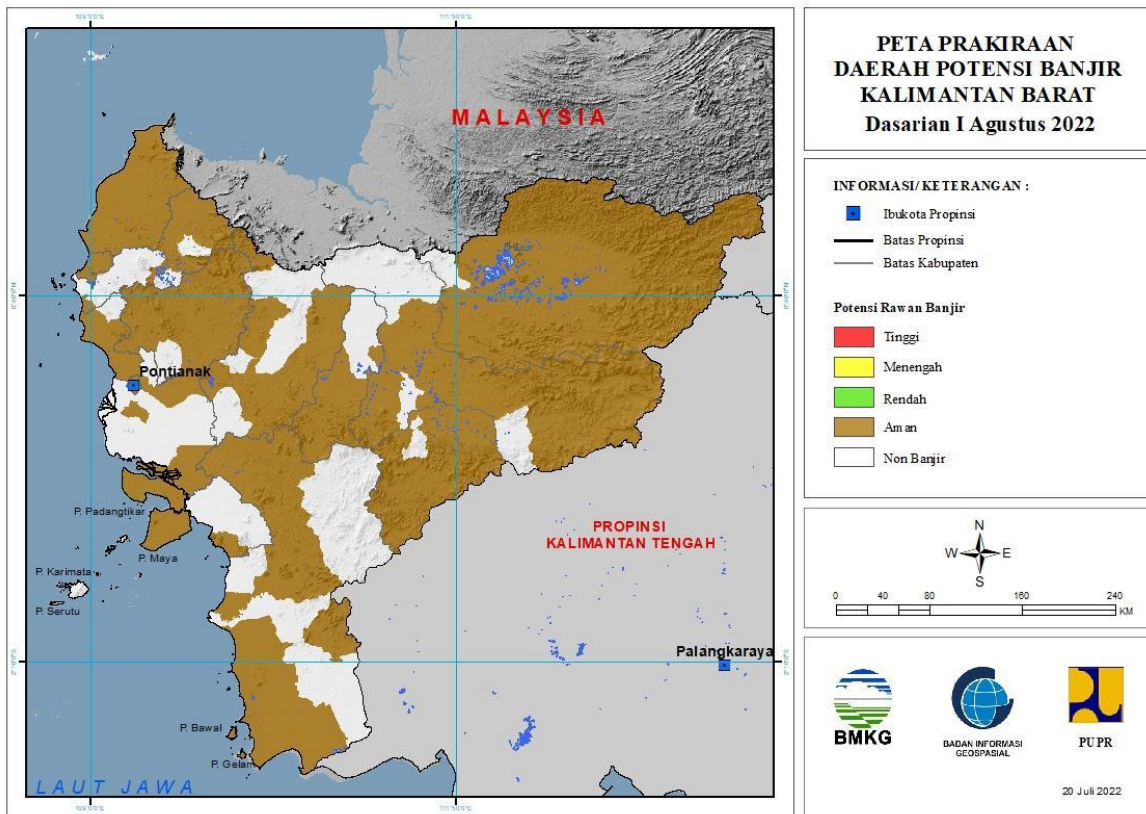 PETA PRAKIRAAN
DAERAH POTENSI BANJIR
KALIMANTAN BARAT
Dasarian I Agustus 2022
INFORMASI/ KETERANGAN :
Ibukota Propinsi
Batas Propinsi
Batas Kabupaten
Potensi Rawan Banjir
Tinggi
Menengah
Rendah
Aman
Non Banjir
N
W
E
S
0 40 80 160 240
KM
BMKG
BADAN INFORMASI
GEOSPASIAL
PU PR
20 Juli 2022
MALAYSIA
Pontianak
P. Padangtikar
P. Maya
P. Karimata
P. Serutu
PROPINSI
KALIMANTAN TENGAH
Palangkaraya
P. Bawal
P. Gelam
LAUT JAWA